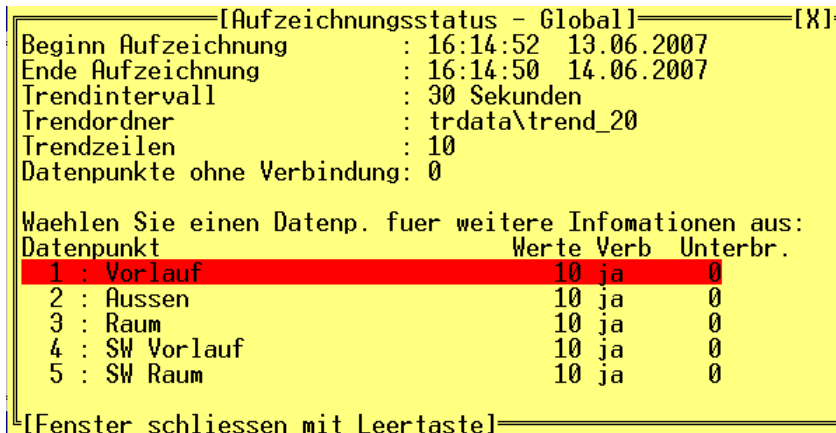 [Aufzeichnungsstatus - Global] [X]
Beginn Aufzeichnung : 16:14:52 13.06.2007
Ende Aufzeichnung : 16:14:50 14.06.2007
Trendintervall : 30 Sekunden
Trendordner : trdata\trend_20
Trendzeilen : 10
Datenpunkte ohne Verbindung: 0
Waehlen Sie einen Datenp. fuer weitere Infomationen aus:
Datenpunkt Werte Verb Unterbr.
1 : Vorlauf 10 ja 0
2 : Aussen 10 ja 0
3 : Raum 10 ja 0
4 : SW Vorlauf 10 ja 0
5 : SW Raum 10 ja 0
[Fenster schliessen mit Leertaste]